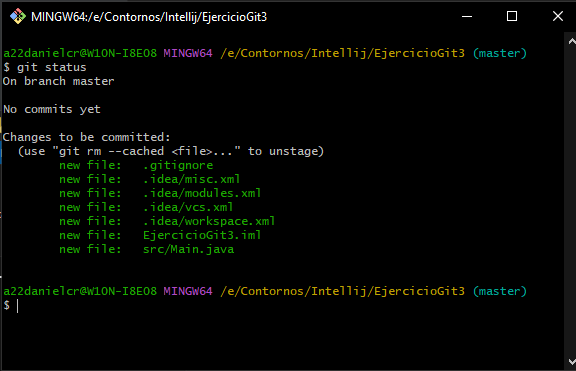 MINGW64:/e/Contornos/Intellij/EjercicioGit3
a22danielcr@W10N-I8EO8 MINGW64 /e/Contornos/Intellij/EjercicioGit3 (master)
$ git status
On branch master
No commits yet
Changes to be committed:
  (use "git rm --cached <file>..." to unstage)
        new file:   .gitignore
        new file:   .idea/misc.xml
        new file:   .idea/modules.xml
        new file:   .idea/vcs.xml
        new file:   .idea/workspace.xml
        new file:   EjercicioGit3.iml
        new file:   src/Main.java
a22danielcr@W10N-I8EO8 MINGW64 /e/Contornos/Intellij/EjercicioGit3 (master)
$